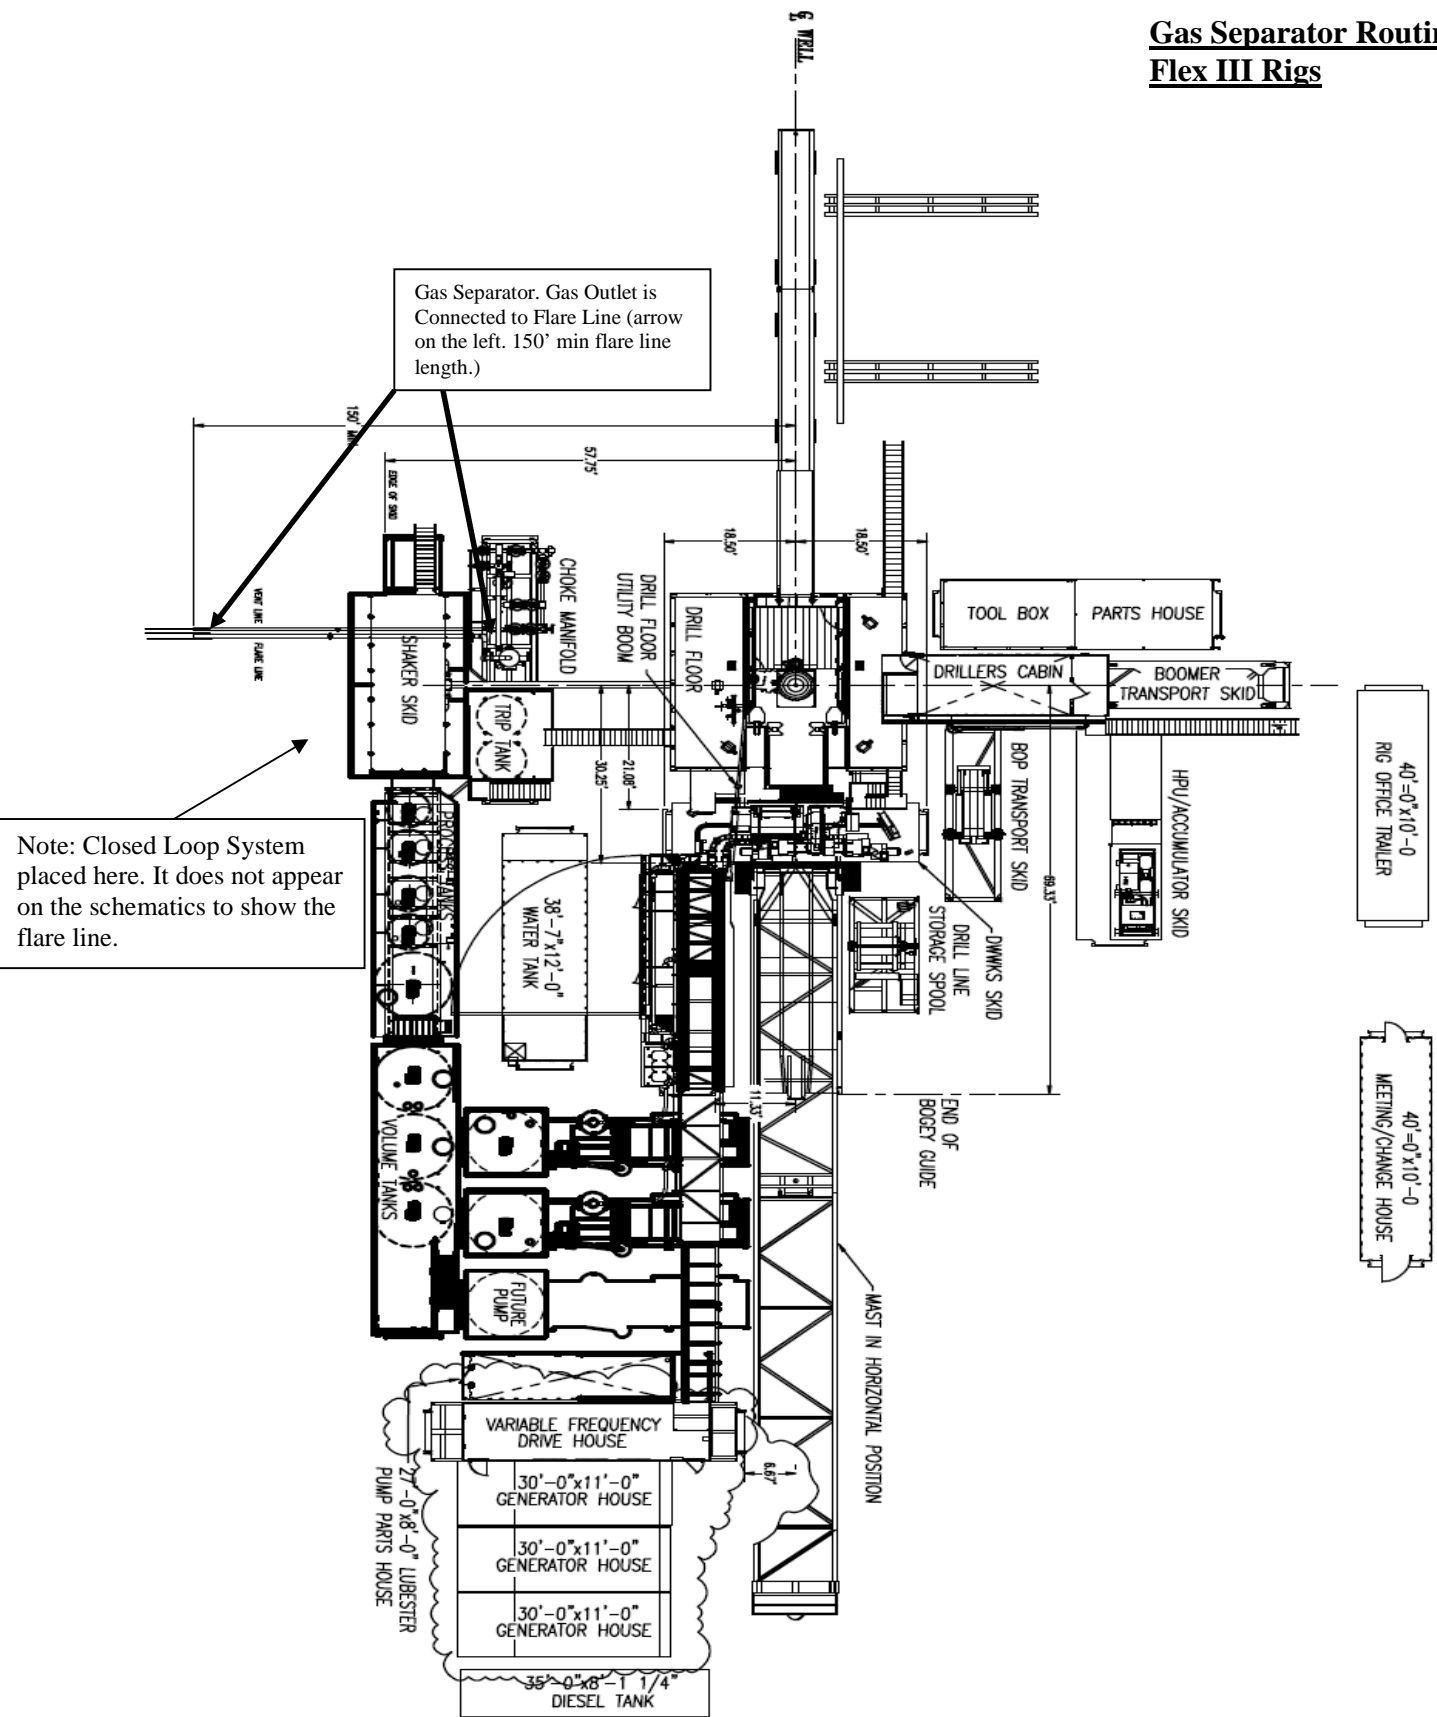 Gas Separator Routin
Flex III Rigs
℄ WELL
Gas Separator. Gas Outlet is
Connected to Flare Line (arrow
on the left. 150’ min flare line
length.)
150' MIN
57.75'
EDGE OF SKID
18.50'
18.50'
CHOKE MANIFOLD
DRILL FLOOR
UTILITY BOOM
DRILL FLOOR
TOOL BOX
PARTS HOUSE
VENT LINE
FLARE LINE
SHAKER SKID
TRIP TANK
DRILLERS CABIN
BOOMER
TRANSPORT SKID
21.08'
30.25'
BOP TRANSPORT SKID
HPU/ACCUMULATOR SKID
40'=0"x10'-0
RIG OFFICE TRAILER
Note: Closed Loop System
placed here. It does not appear
on the schematics to show the
flare line.
PROCESS TANKS
38'-7"x12'-0"
WATER TANK
DWWKS SKID
DRILL LINE
STORAGE SPOOL
69.33'
11.33'
END OF
BOGEY GUIDE
40'=0"x10'-0
MEETING/CHANGE HOUSE
VOLUME TANKS
FUTURE
PUMP
MAST IN HORIZONTAL POSITION
VARIABLE FREQUENCY
DRIVE HOUSE
6.67'
27'-0"x8'-0" LUBESTER
PUMP PARTS HOUSE
30'-0"x11'-0"
GENERATOR HOUSE
30'-0"x11'-0"
GENERATOR HOUSE
30'-0"x11'-0"
GENERATOR HOUSE
35'-0"x8'-1 1/4"
DIESEL TANK